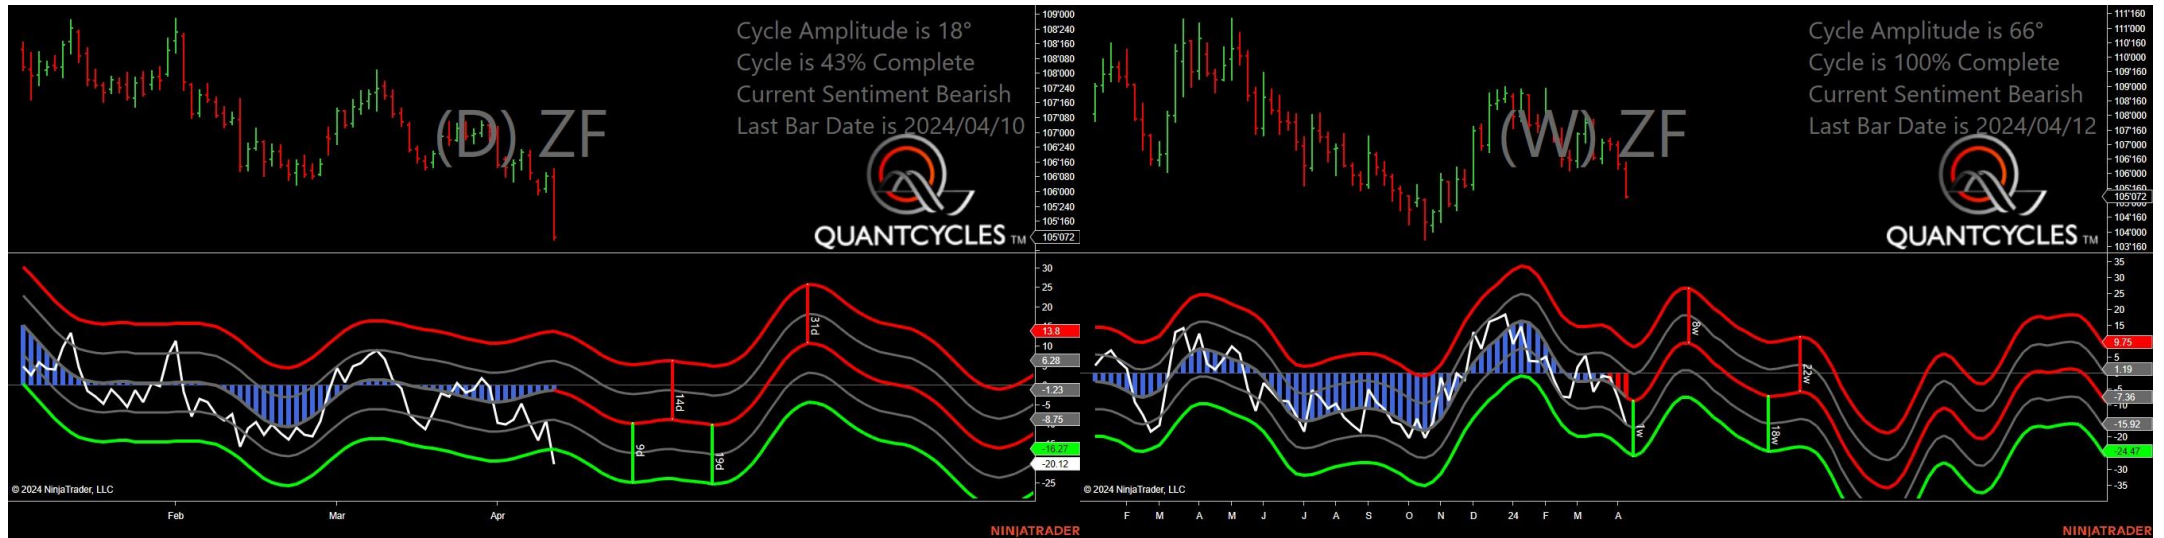 Cycle Amplitude is 18°
Cycle is 43% Complete
Current Sentiment Bearish
Last Bar Date is 2024/04/10
(D) ZF
QUANTCYCLES TM
109'000
108'240
108'160
108'080
108'000
107'240
107'160
107'080
107'000
106'240
106'160
106'080
106'000
105'240
105'160
105'072
31d
14d
9d
19d
30
25
20
15
13.8
10
6.28
5
-1.23
-5
-8.75
-16.27
-20.12
-25
© 2024 NinjaTrader, LLC
Feb
Mar
Apr
NINJATRADER
Cycle Amplitude is 66°
Cycle is 100% Complete
Current Sentiment Bearish
Last Bar Date is 2024/04/12
(W) ZF
QUANTCYCLES TM
111'160
111'000
110'160
110'000
109'160
109'000
108'160
108'000
107'160
107'000
106'160
106'000
105'160
105'072
104'160
104'000
103'160
8w
22w
1w
18w
35
30
25
20
15
9.75
5
1.19
-5
-7.36
-10
-15.92
-20
-24.47
-30
-35
© 2024 NinjaTrader, LLC
F
M
A
M
J
J
A
S
O
N
D
24
F
M
A
NINJATRADER